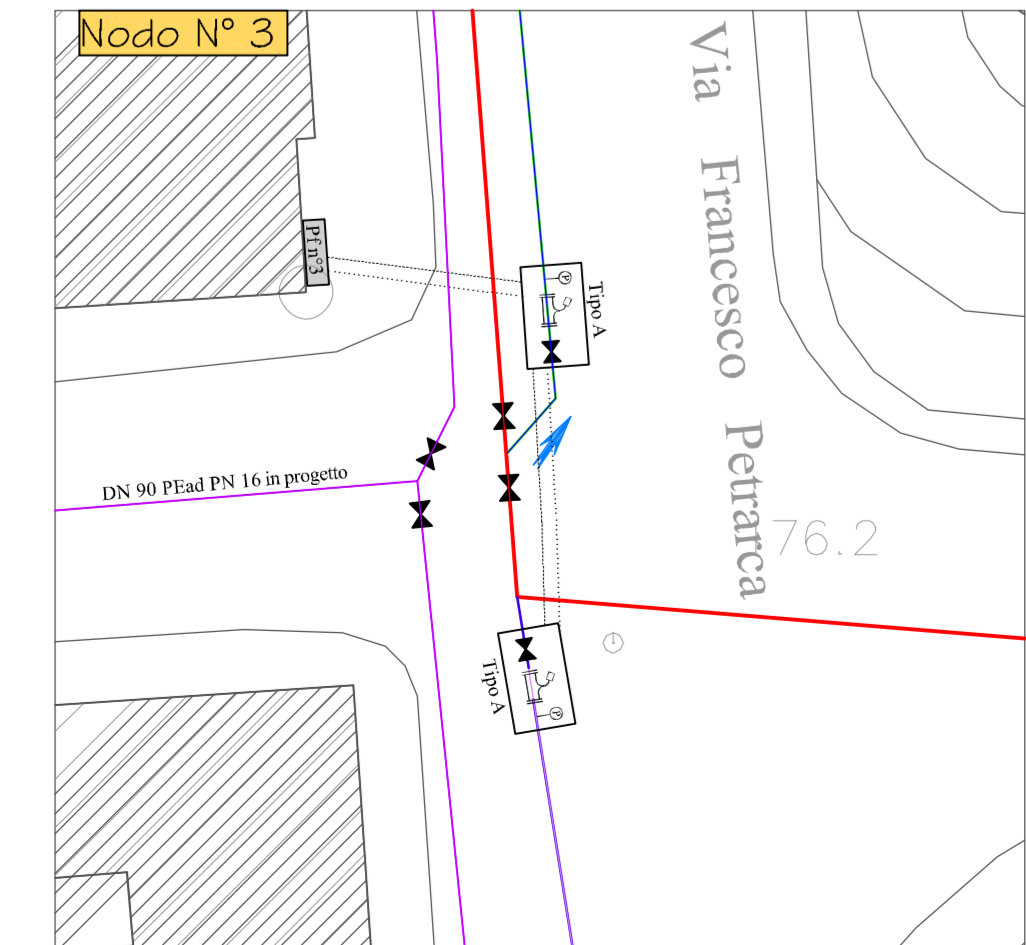 Nodo N° 3
Via Francesco Petrarca
Pf n°3
P
Tipo A
DN 90 PEad PN 16 in progetto
76.2
Tipo A
P